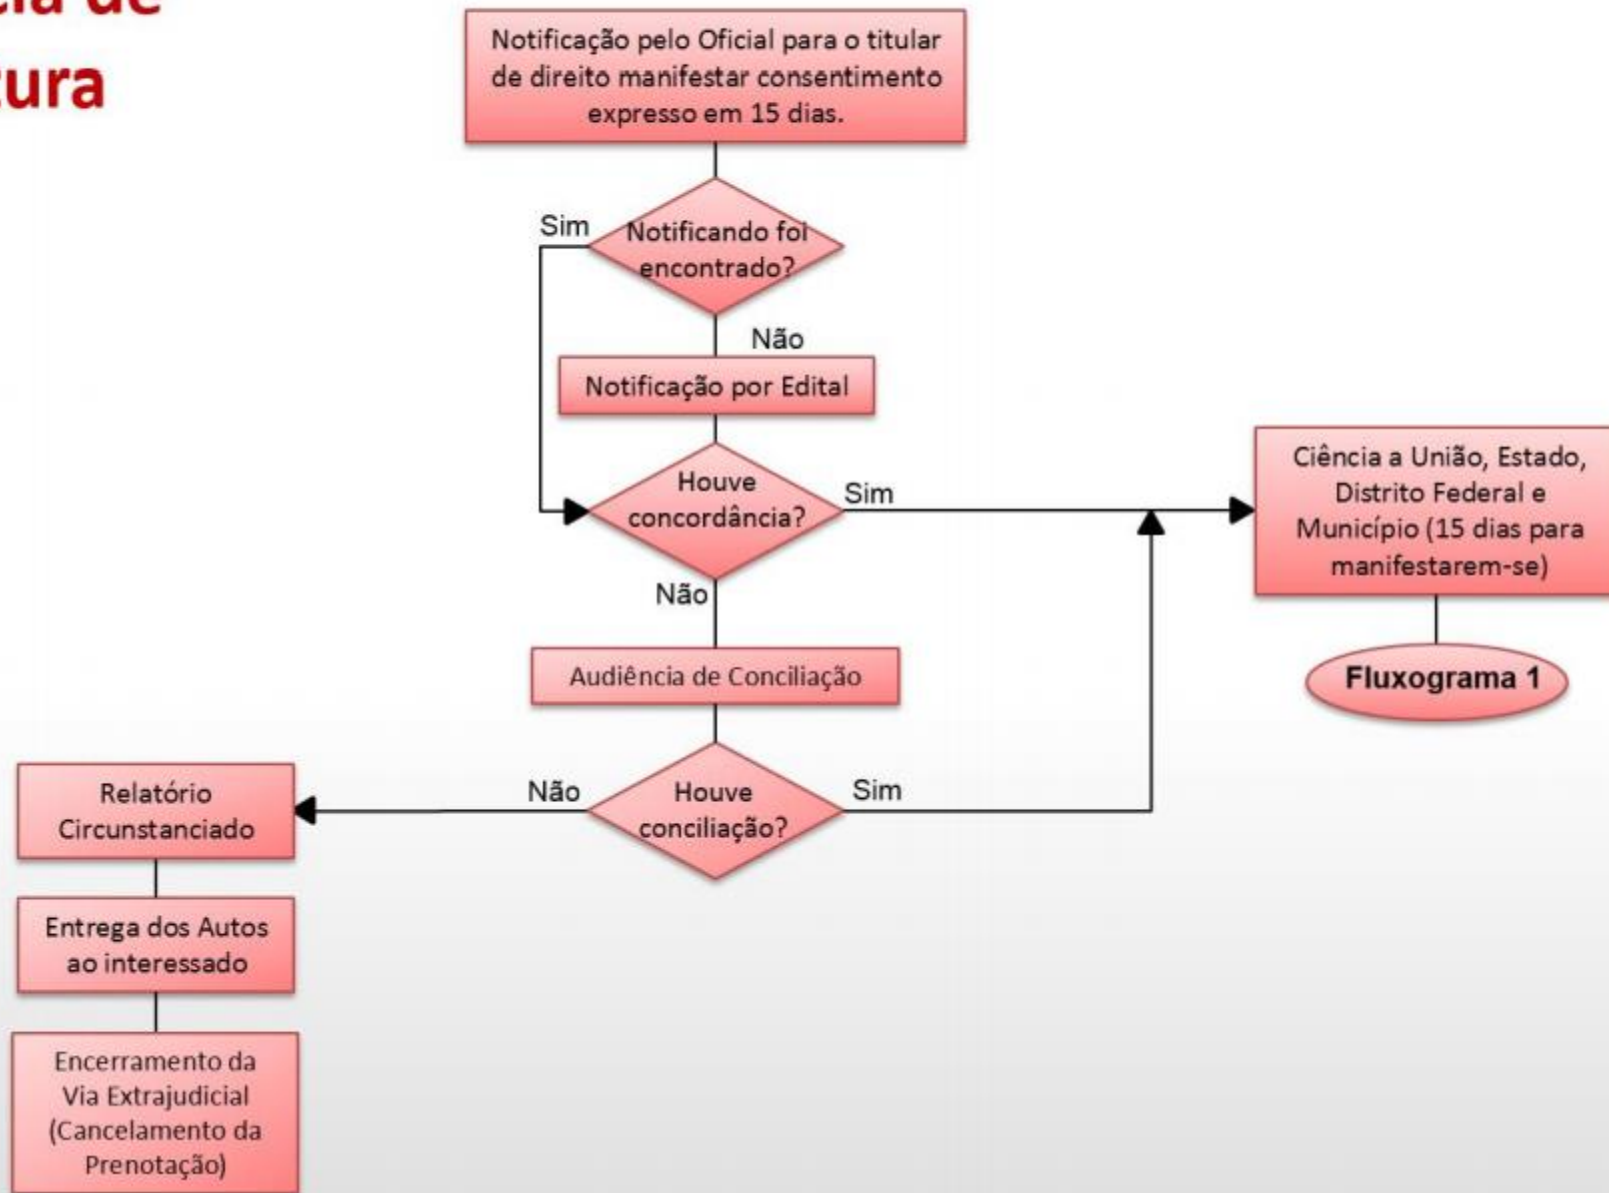 de
Notificação pelo Oficial para o titular
de direito manifestar consentimento
expresso em 15 dias.
Sim
Notificando foi
encontrado?
Não
Notificação por Edital
Houve
concordância?
Sim
Ciência a União, Estado,
Distrito Federal e
Município (15 dias para
manifestarem-se)
Fluxograma 1
Não
Audiência de Conciliação
Houve
conciliação?
Sim
Não
Relatório
Circunstanciado
Entrega dos Autos
ao interessado
Encerramento da
Via Extrajudicial
(Cancelamento da
Prenotação)